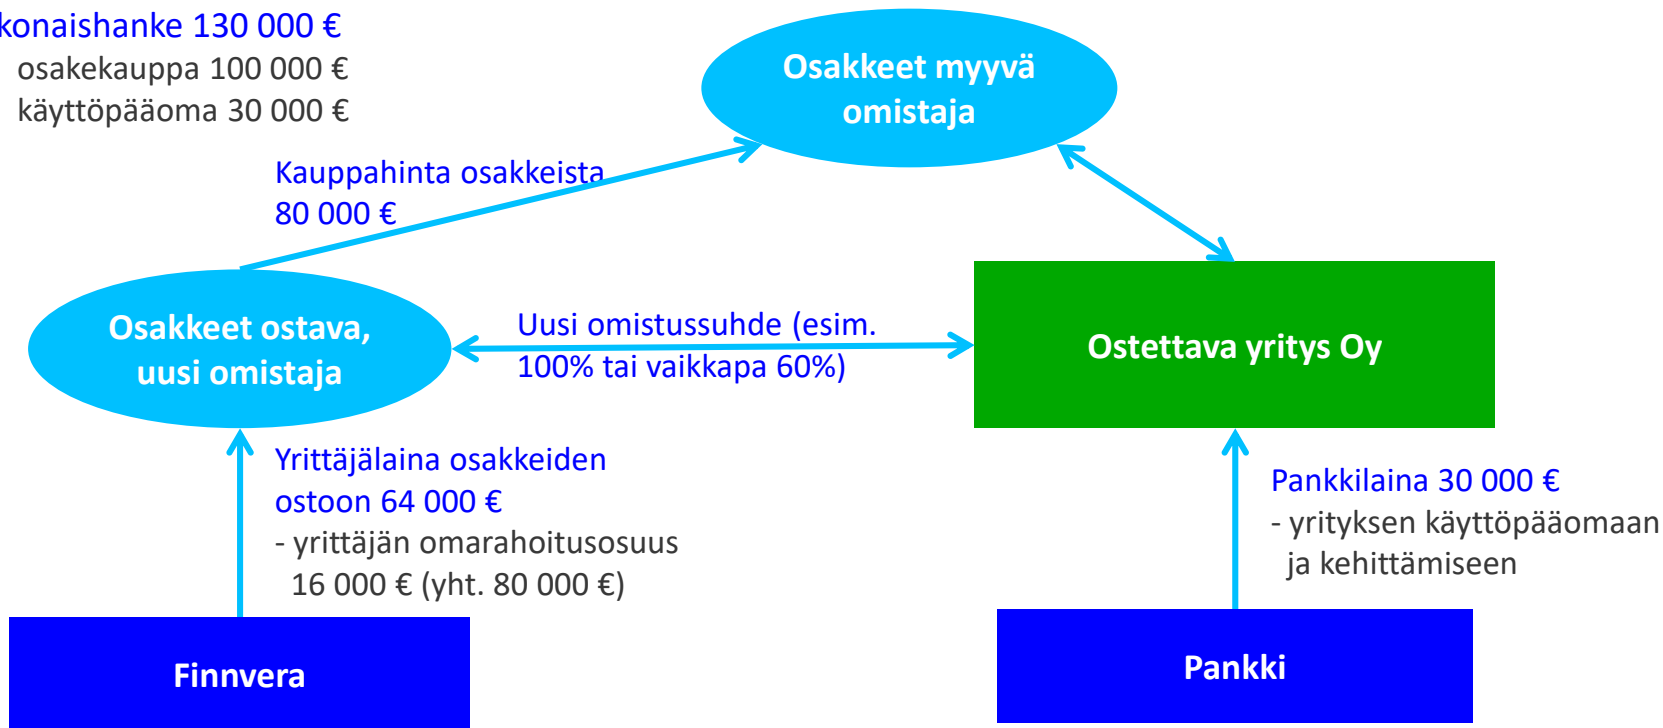 konaishanke 130 000 €
osakekauppa 100 000 €
käyttöpääoma 30 000 €
Osakkeet myyvä
omistaja
Kauppahinta osakkeista
80 000 €
Osakkeet ostava,
uusi omistaja
Uusi omistussuhde (esim.
100% tai vaikkapa 60%)
Ostettava yritys Oy
Yrittäjälaina osakkeiden
ostoon 64 000 €
- yrittäjän omarahoitusosuus
16 000 € (yht. 80 000 €)
Pankkilaina 30 000 €
- yrityksen käyttöpääomaan
ja kehittämiseen
Finnvera
Pankki